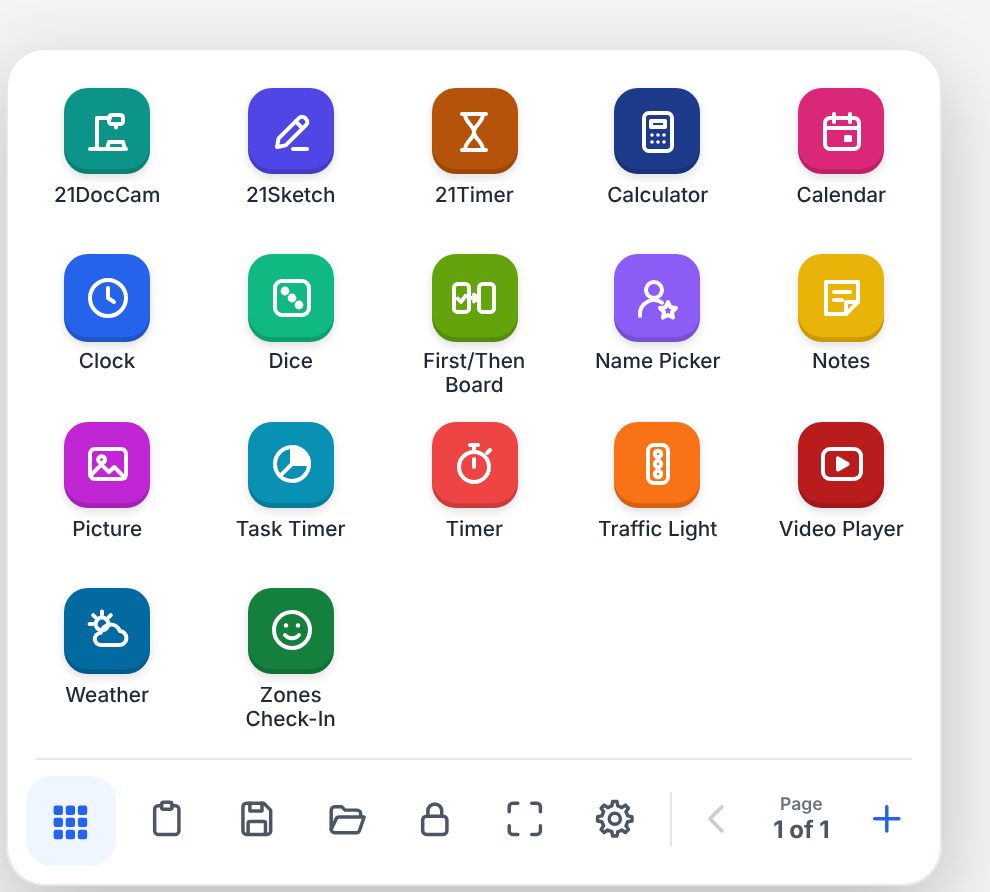 21DocCam
21Sketch
21Timer
Calculator
Calendar
Clock
Dice
First/Then
Board
Name Picker
Notes
Picture
Task Timer
Timer
Traffic Light
Video Player
Weather
Zones
Check-In
Page
1 of 1